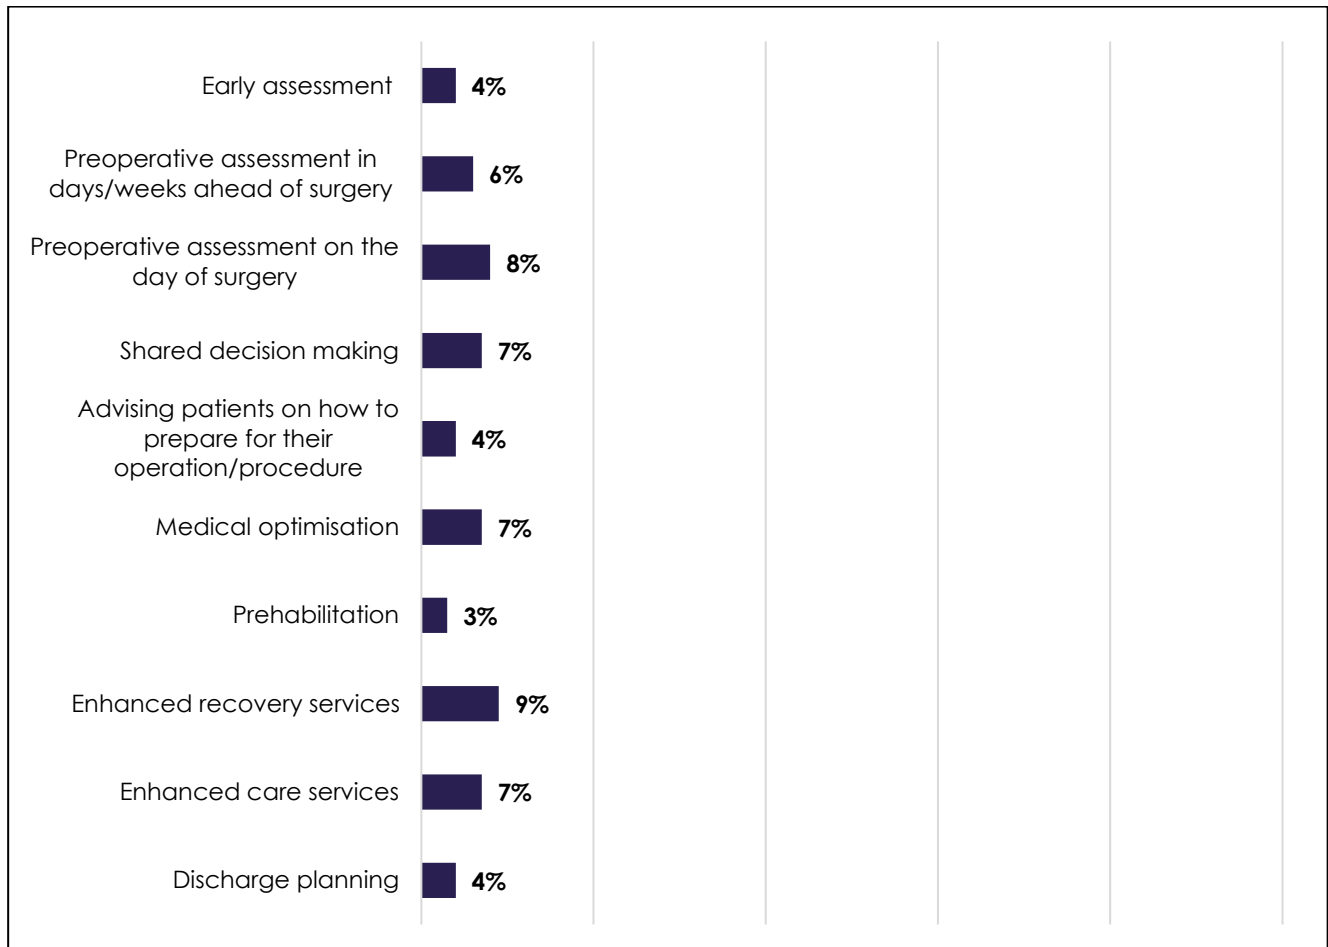 Early assessment
4%
Preoperative assessment in
days/weeks ahead of surgery
6%
Preoperative assessment on the
day of surgery
8%
Shared decision making
7%
Advising patients on how to
prepare for their
operation/procedure
4%
Medical optimisation
7%
Prehabilitation
3%
Enhanced recovery services
9%
Enhanced care services
7%
Discharge planning
4%